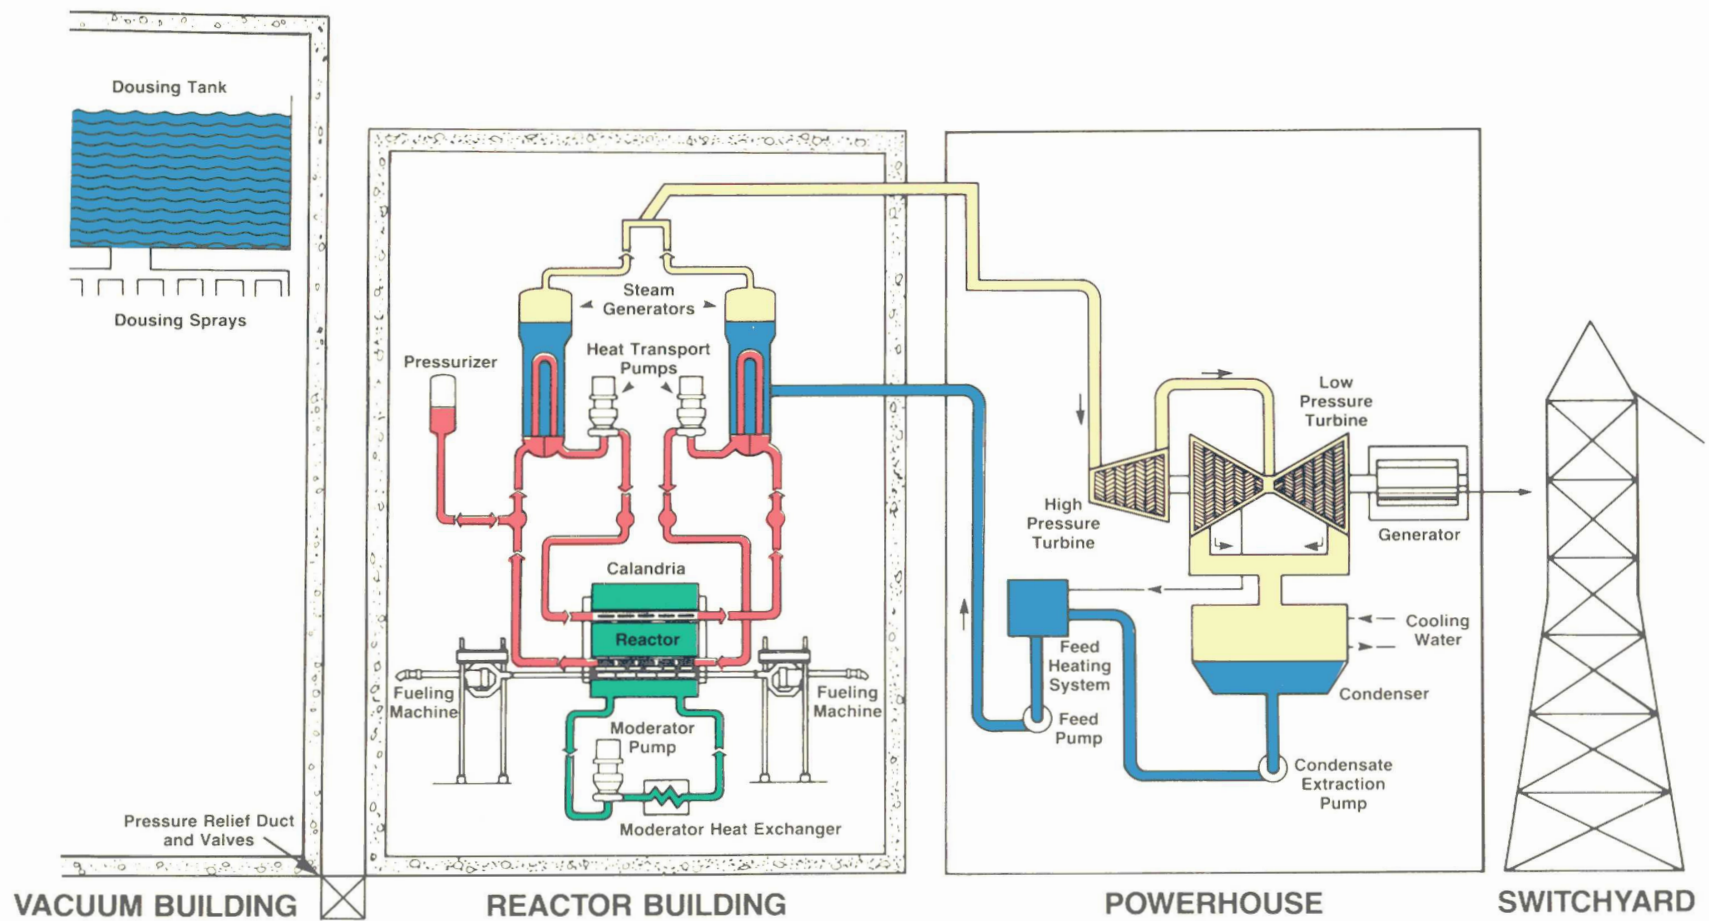 Dousing Tank
Dousing Sprays
Pressure Relief Duct
and Valves
VACUUM BUILDING
Steam
Generators
Pressurizer
Heat Transport
Pumps
Calandria
Reactor
Fueling
Machine
Fueling
Machine
Moderator
Pump
Moderator Heat Exchanger
REACTOR BUILDING
Low
Pressure
Turbine
High
Pressure
Turbine
Generator
Cooling
Water
Feed
Heating
System
Condenser
Feed
Pump
Condensate
Extraction
Pump
POWERHOUSE
SWITCHYARD